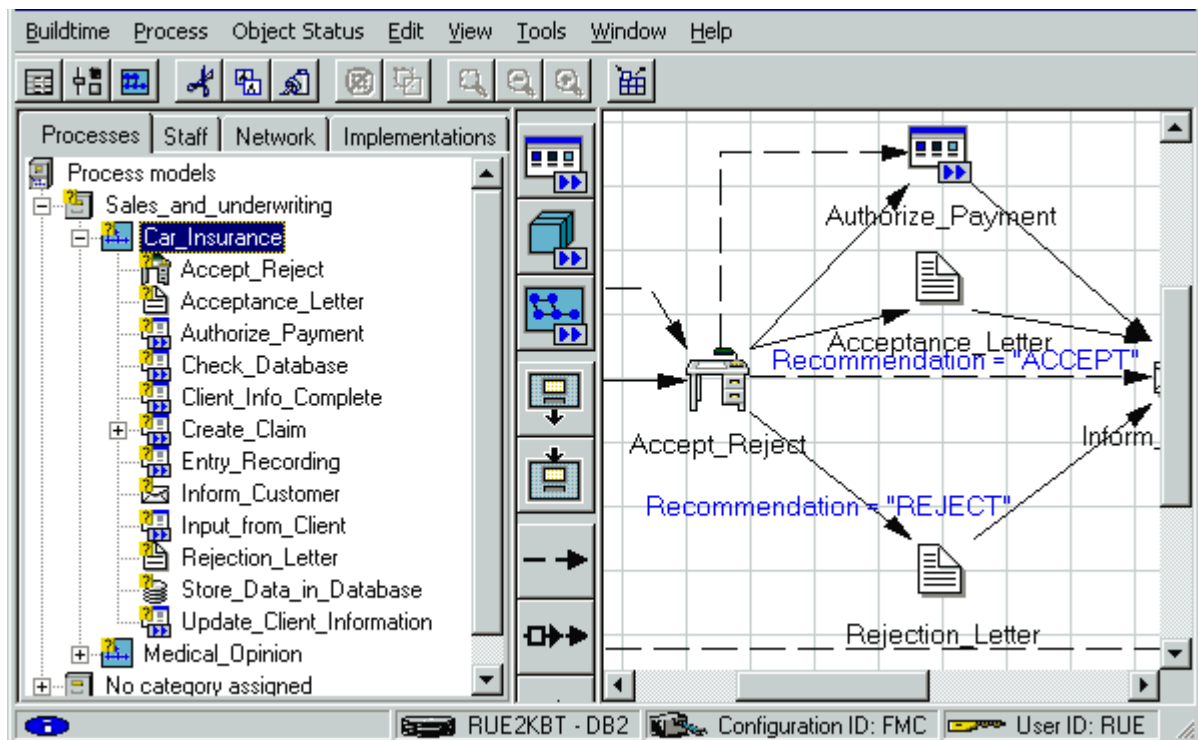 Buildtime Process Object Status Edit View Tools Window Help
Processes Staff Network Implementations
Process models
Sales_and_underwriting
Car_Insurance
Accept_Reject
Acceptance_Letter
Authorize_Payment
Check_Database
Client_Info_Complete
Create_Claim
Entry_Recording
Inform_Customer
Input_from_Client
Rejection_Letter
Store_Data_in_Database
Update_Client_Information
Medical_Opinion
No category assigned
Authorize_Payment
Acceptance_Letter
Recommendation = "ACCEPT"
Accept_Reject
Inform_
Recommendation = "REJECT"
Rejection_Letter
RUE2KBT - DB2 Configuration ID: FMC User ID: RUE